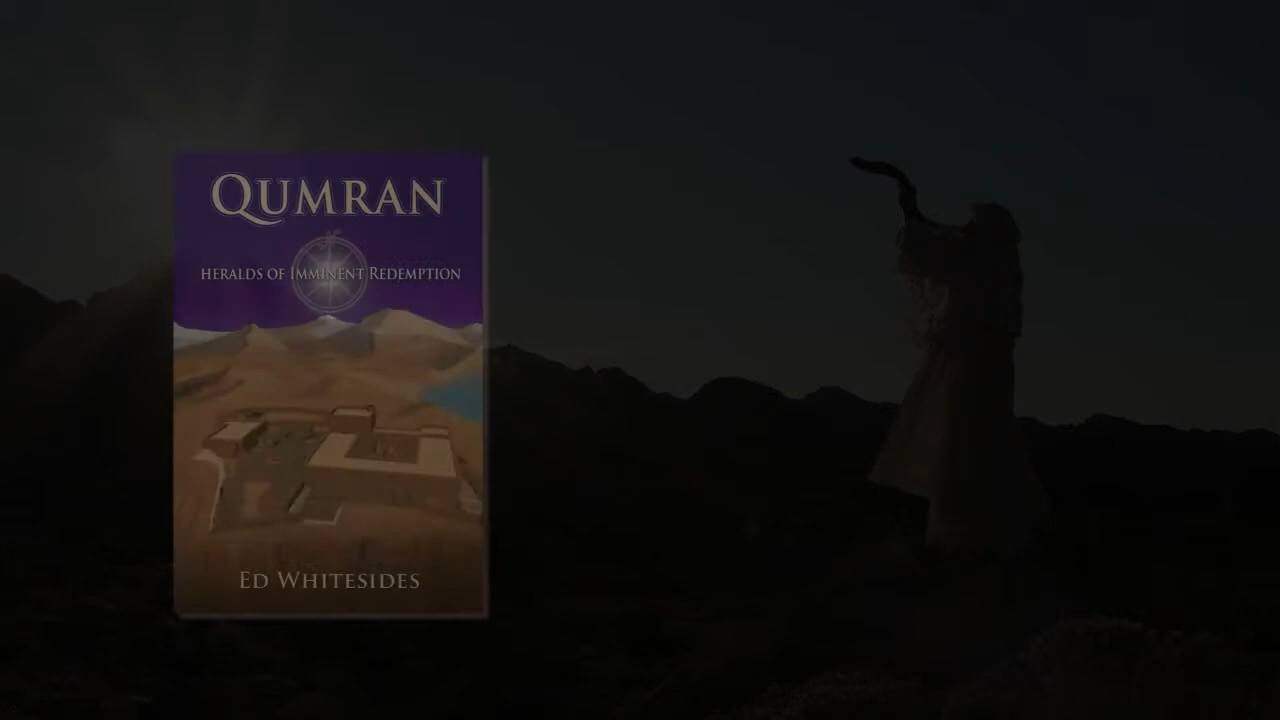 QUMRAN
HERALDS OF IMMINENT REDEMPTION
ED WHITESIDES